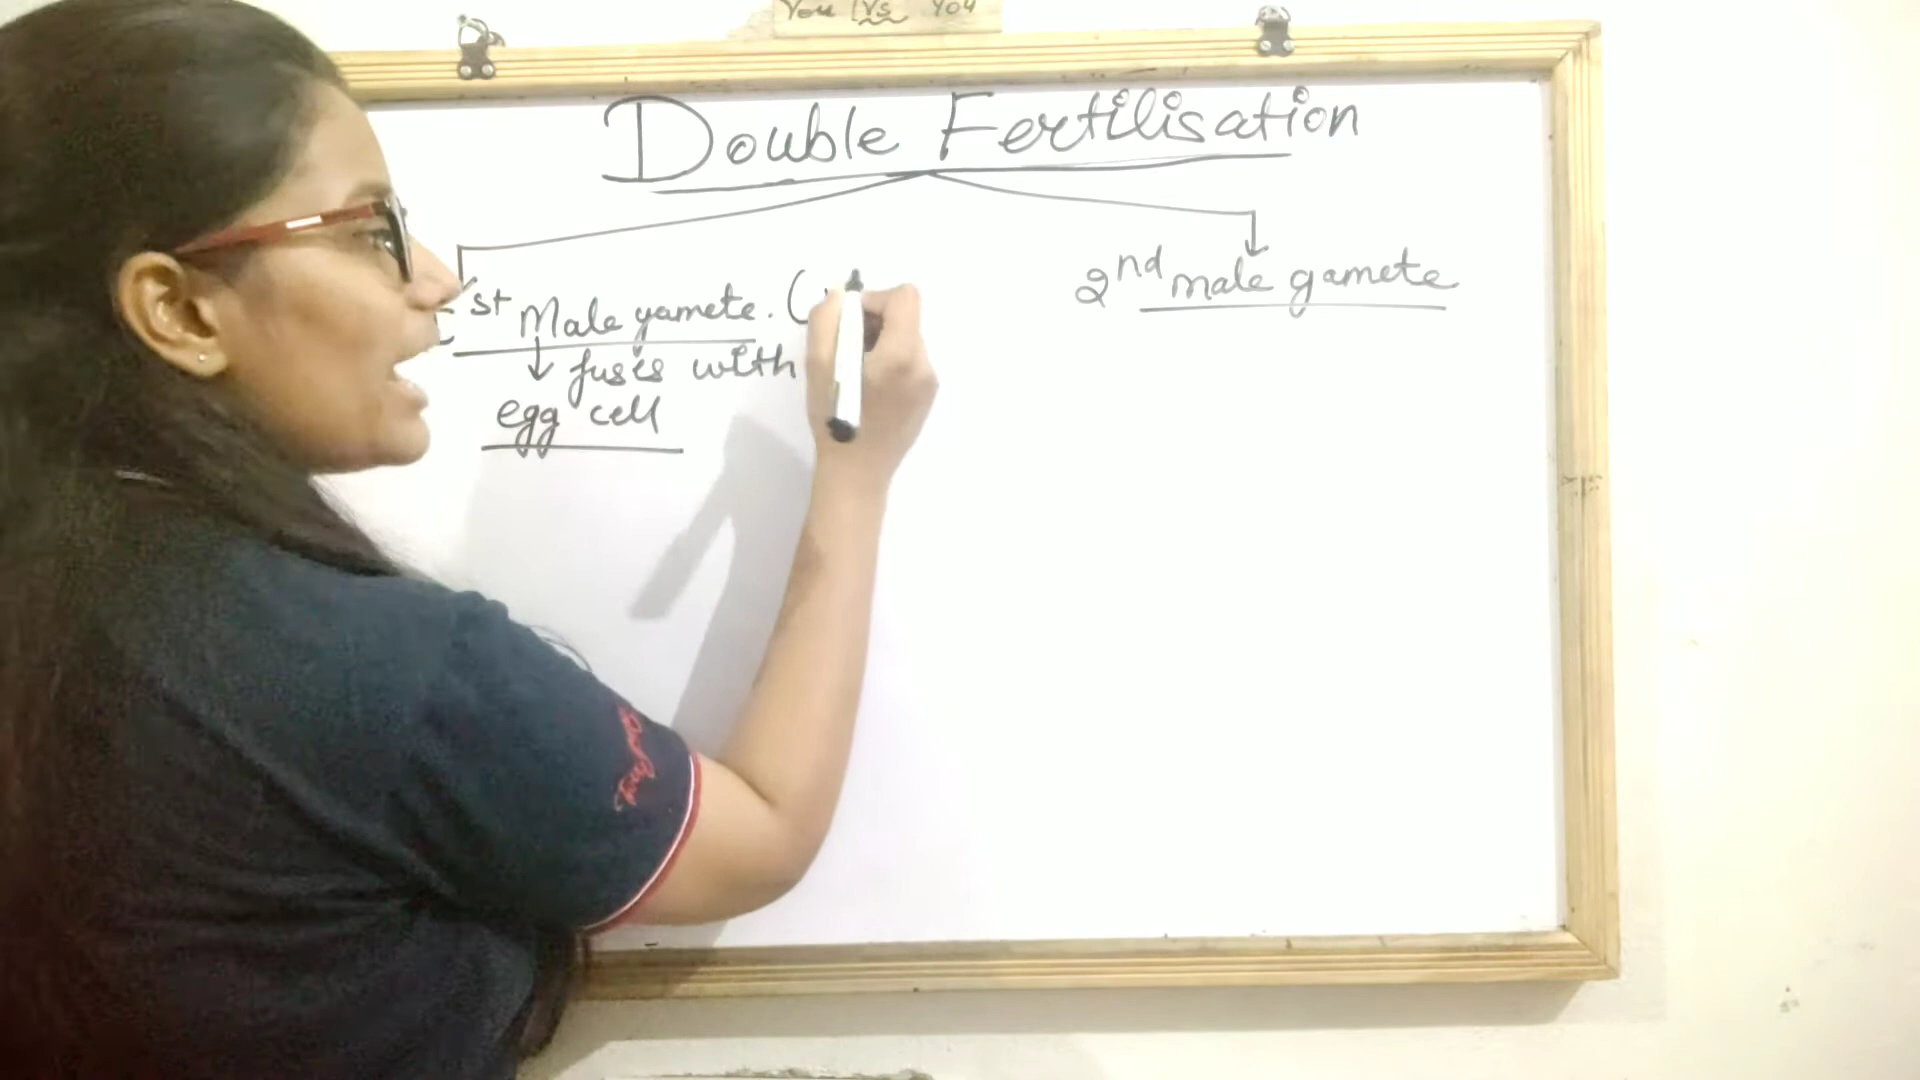 You Vs You
Double Fertilisation
st Male gamete. (
2nd male gamete
fuses with
egg cell